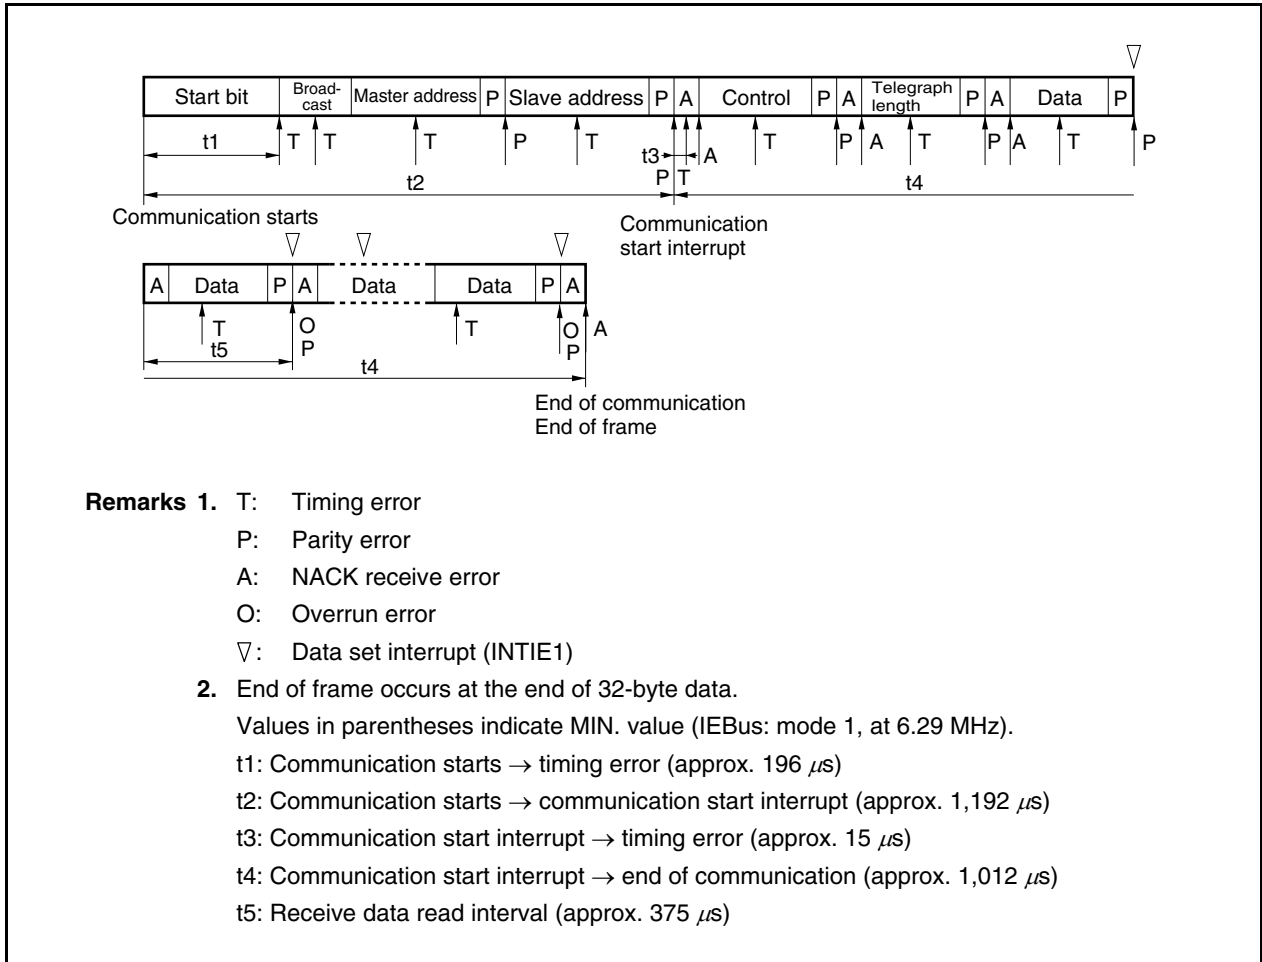 Start bit Broad-cast Master address P Slave address P A Control P A Telegraph length P A Data P
t1 T T T P T t3 A T P A T P A T P
t2 P T t4
Communication starts
Communication
start interrupt
A Data P A Data Data P A
T O T O A
t5 P P
t4
End of communication
End of frame
Remarks 1. T: Timing error
P: Parity error
A: NACK receive error
O: Overrun error
▽: Data set interrupt (INTIE1)
2. End of frame occurs at the end of 32-byte data.
Values in parentheses indicate MIN. value (IEBus: mode 1, at 6.29 MHz).
t1: Communication starts → timing error (approx. 196 μs)
t2: Communication starts → communication start interrupt (approx. 1,192 μs)
t3: Communication start interrupt → timing error (approx. 15 μs)
t4: Communication start interrupt → end of communication (approx. 1,012 μs)
t5: Receive data read interval (approx. 375 μs)